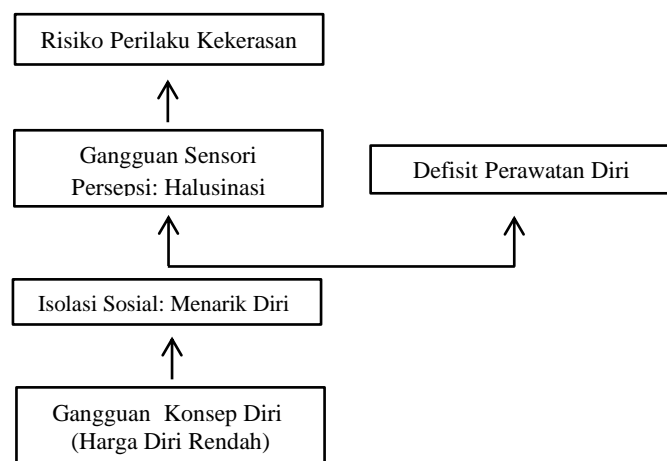 Risiko Perilaku Kekerasan
Gangguan Sensori
Persepsi: Halusinasi
Defisit Perawatan Diri
Isolasi Sosial: Menarik Diri
Gangguan Konsep Diri
(Harga Diri Rendah)